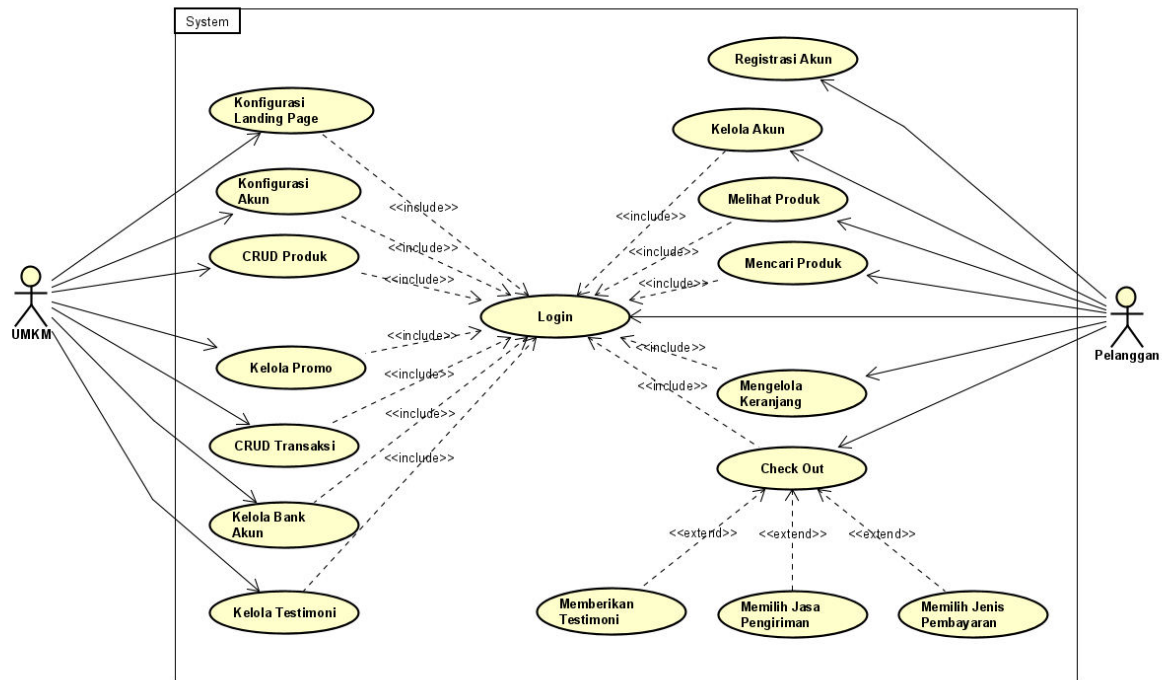 System
Registrasi Akun
Konfigurasi
Landing Page
Kelola Akun
Konfigurasi
Akun
Melihat Produk
<<include>>
<<include>>
<<include>>
<<include>>
CRUD Produk
Mencari Produk
<<include>>
<<include>>
Login
UMKM
Pelanggan
<<include>>
<<include>>
Kelola Promo
<<include>>
<<include>>
Mengelola
Keranjang
<<include>>
CRUD Transaksi
<<include>>
Check Out
Kelola Bank
Akun
<<extend>>
<<extend>>
<<extend>>
Kelola Testimoni
Memberikan
Testimoni
Memilih Jasa
Pengiriman
Memilih Jenis
Pembayaran